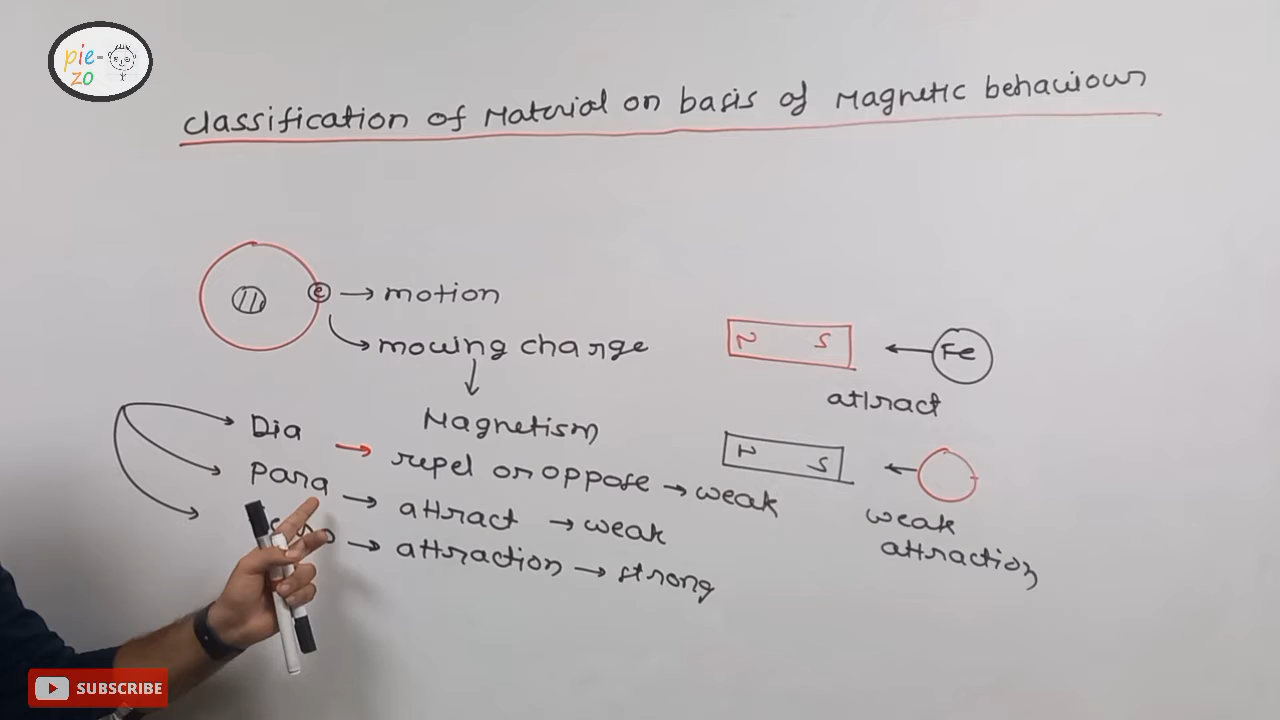 pie-
zo
classification of Material on basis of Magnetic behaviour
e → motion
moving charge
Magnetism
N S
Fe
attract
Dia → repel or oppose → weak
Para → attract → weak
→ attraction → strong
N S
weak
attraction
SUBSCRIBE